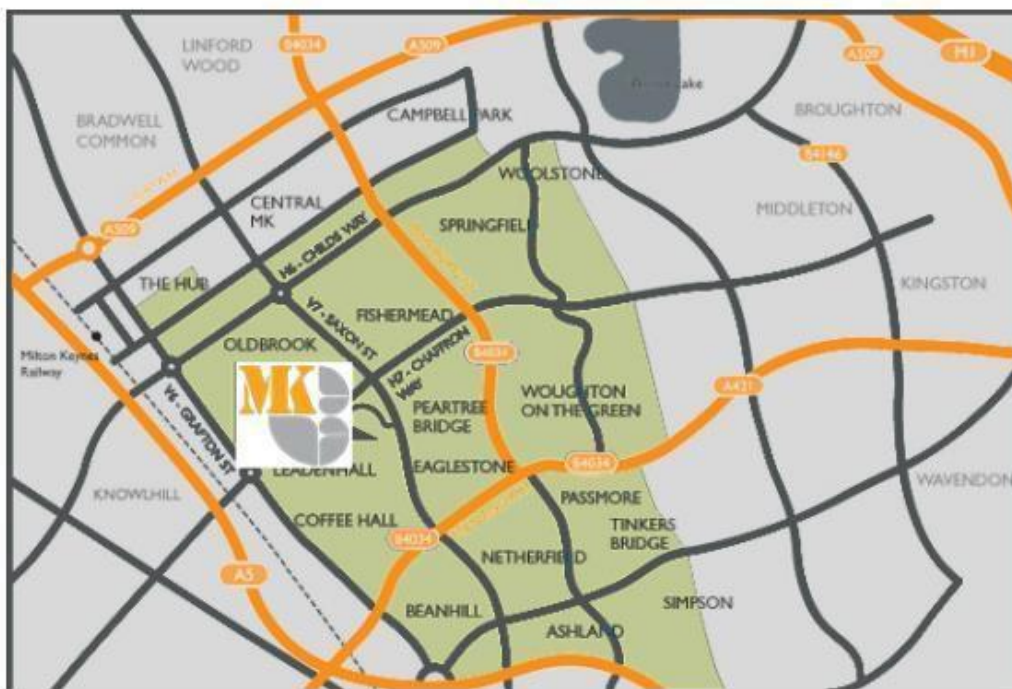 LINFORD
WOOD
B4034
A509
A509
M1
Lake
BRADWELL
COMMON
CAMPBELL PARK
BROUGHTON
B4146
WOOLSTONE
CENTRAL
MK
SPRINGFIELD
MIDDLETON
A509
H6 - CHILDS WAY
THE HUB
KINGSTON
V7 - SAXON ST
FISHERMEAD
OLDBROOK
Milton Keynes
Railway
H7 - CHAFFRON
WAY
B4034
A421
MK
V6 - GRAFTON ST
PEARTREE
BRIDGE
WOUGHTON
ON THE GREEN
LEADENHALL
EAGLESTONE
B4034
WAVENDON
KNOWLHILL
PASSMORE
COFFEE HALL
TINKERS
BRIDGE
B4034
NETHERFIELD
A5
BEANHILL
SIMPSON
ASHLAND